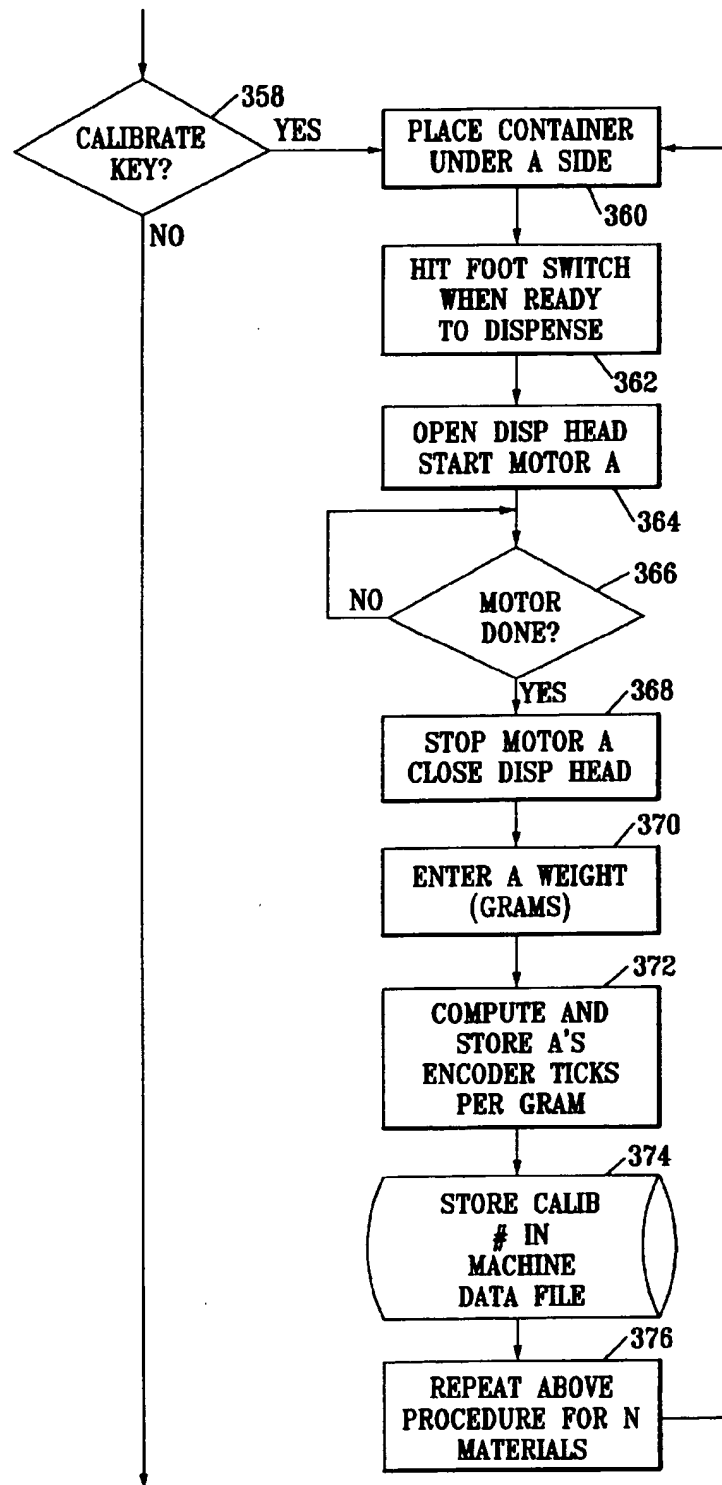 358
CALIBRATE
KEY?
YES
NO
PLACE CONTAINER
UNDER A SIDE
360
HIT FOOT SWITCH
WHEN READY
TO DISPENSE
362
OPEN DISP HEAD
START MOTOR A
364
366
MOTOR
DONE?
NO
YES
368
STOP MOTOR A
CLOSE DISP HEAD
370
ENTER A WEIGHT
(GRAMS)
372
COMPUTE AND
STORE A'S
ENCODER TICKS
PER GRAM
374
STORE CALIB
# IN
MACHINE
DATA FILE
376
REPEAT ABOVE
PROCEDURE FOR N
MATERIALS